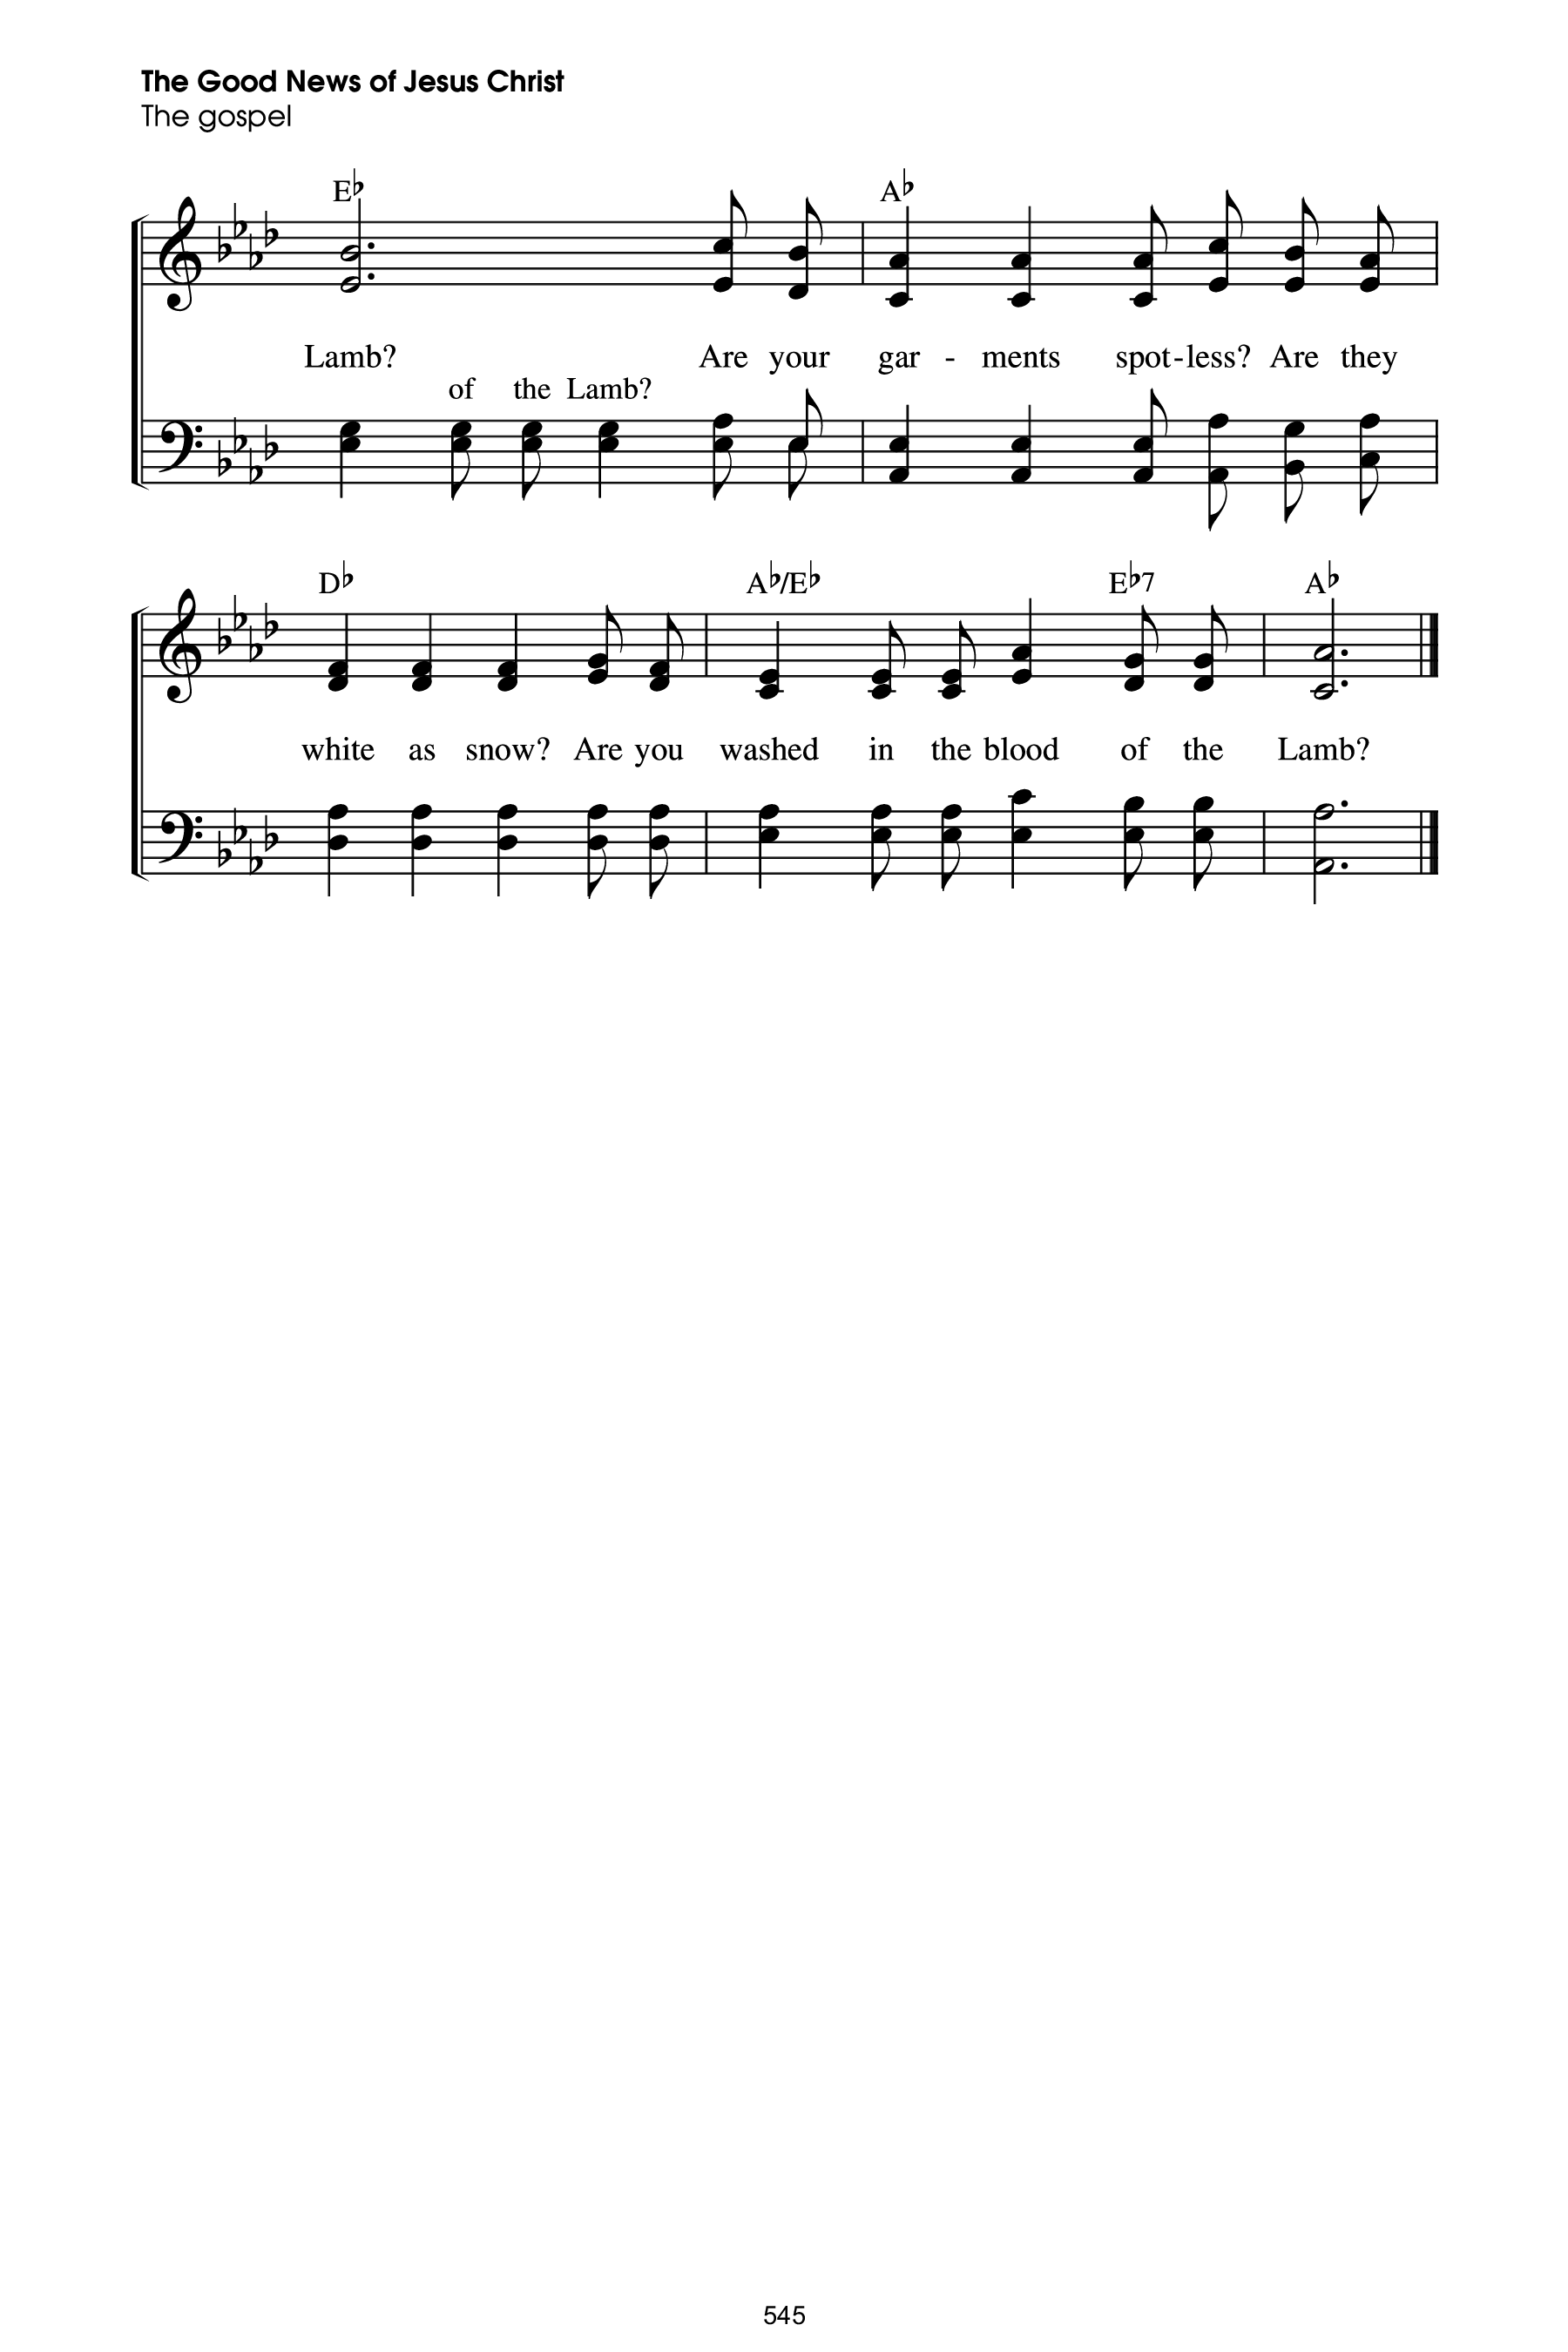 The Good News of Jesus Christ
The gospel
E♭ A♭
Lamb? Are your gar - ments spot - less? Are they
of the Lamb?
D♭ A♭/E♭ E♭7 A♭
white as snow? Are you washed in the blood of the Lamb?
545